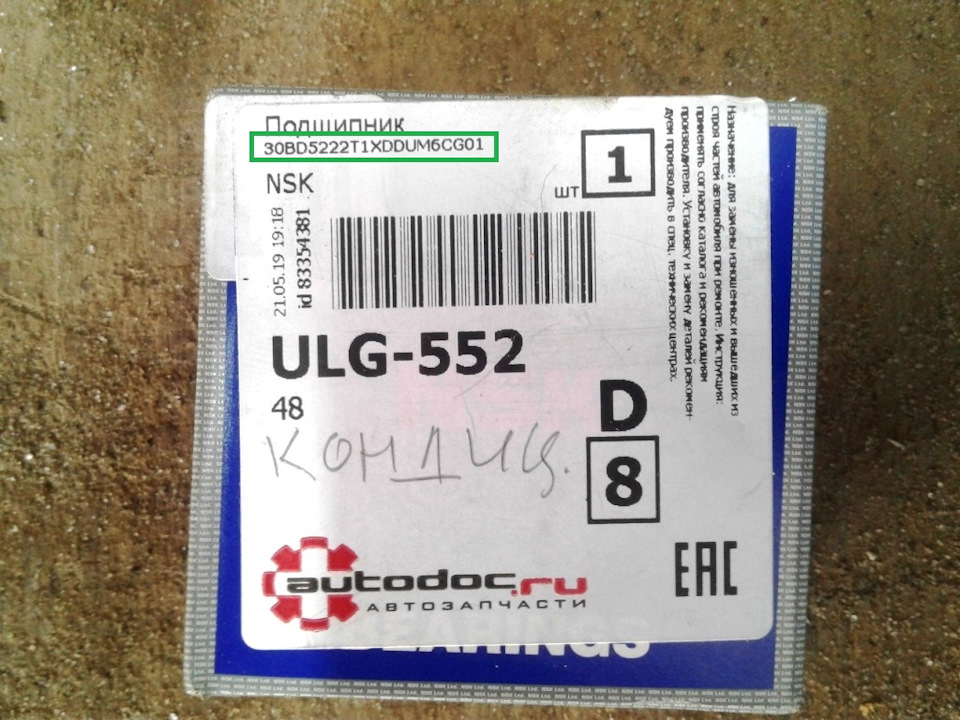 Подшипник
30BD5222T1XDDUM6CG01
NSK
шт 1
21.05.19 19:18
id 83354381
Назначение: для замены изношенных и вышедших из
строя частей автомобиля при ремонте. Инструкция:
применять согласно каталога и рекомендации
производителя. Установку и замену деталей рекомен-
дуем производить в спец. технических центрах.
ULG-552
48
D
8
кондиц.
EAC
autodoc.ru
АВТОЗАПЧАСТИ
BEARINGS